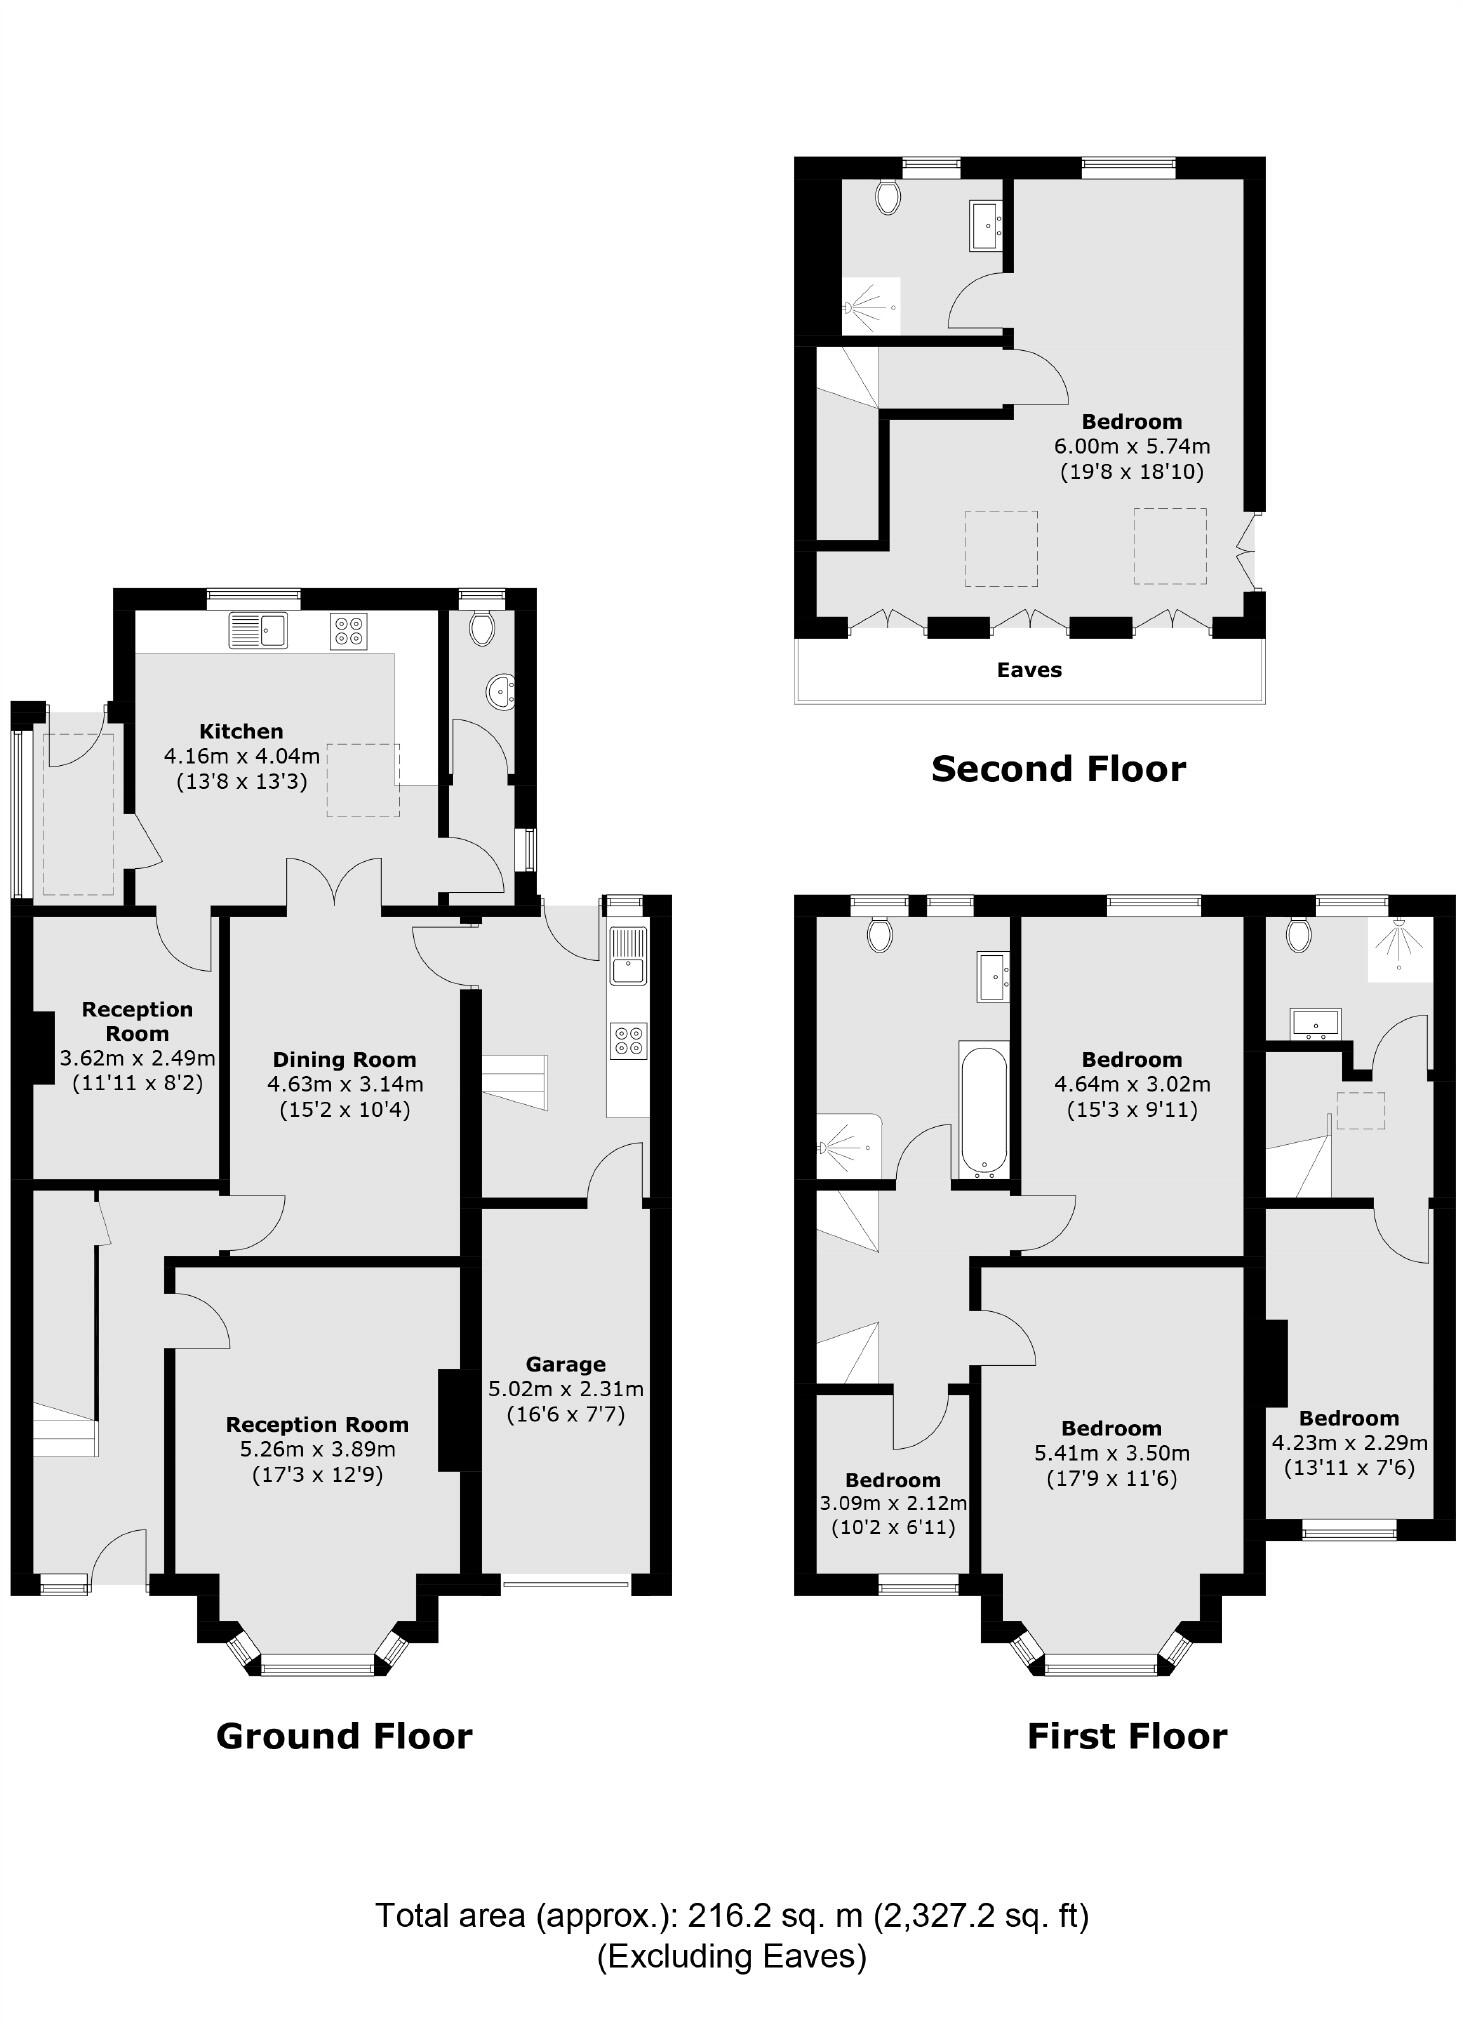 Bedroom
6.00m x 5.74m
(19'8 x 18'10)
Eaves
Second Floor
Kitchen
4.16m x 4.04m
(13'8 x 13'3)
Reception
Room
3.62m x 2.49m
(11'11 x 8'2)
Dining Room
4.63m x 3.14m
(15'2 x 10'4)
Reception Room
5.26m x 3.89m
(17'3 x 12'9)
Garage
5.02m x 2.31m
(16'6 x 7'7)
Ground Floor
Bedroom
4.64m x 3.02m
(15'3 x 9'11)
Bedroom
5.41m x 3.50m
(17'9 x 11'6)
Bedroom
4.23m x 2.29m
(13'11 x 7'6)
Bedroom
3.09m x 2.12m
(10'2 x 6'11)
First Floor
Total area (approx.): 216.2 sq. m (2,327.2 sq. ft)
(Excluding Eaves)